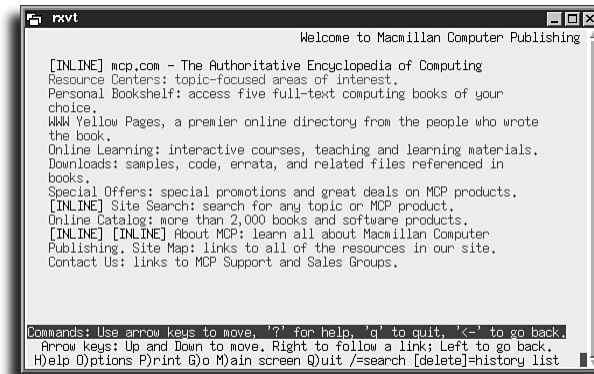 rxvt
Welcome to Macmillan Computer Publishing
[INLINE] mcp.com - The Authoritative Encyclopedia of Computing
Resource Centers: topic-focused areas of interest.
Personal Bookshelf: access five full-text computing books of your
choice.
WWW Yellow Pages, a premier online directory from the people who wrote
the book.
Online Learning: interactive courses, teaching and learning materials.
Downloads: samples, code, errata, and related files referenced in
books.
Special Offers: special promotions and great deals on MCP products.
[INLINE] Site Search: search for any topic or MCP product.
Online Catalog: more than 2,000 books and software products.
[INLINE] [INLINE] About MCP: learn all about Macmillan Computer
Publishing. Site Map: links to all of the resources in our site.
Contact Us: links to MCP Support and Sales Groups.
Commands: Use arrow keys to move, '?' for help, 'q' to quit, '<-' to go back.
Arrow keys: Up and Down to move. Right to follow a link; Left to go back.
H)elp O)ptions P)rint G)o M)ain screen Q)uit /=search [delete]=history list